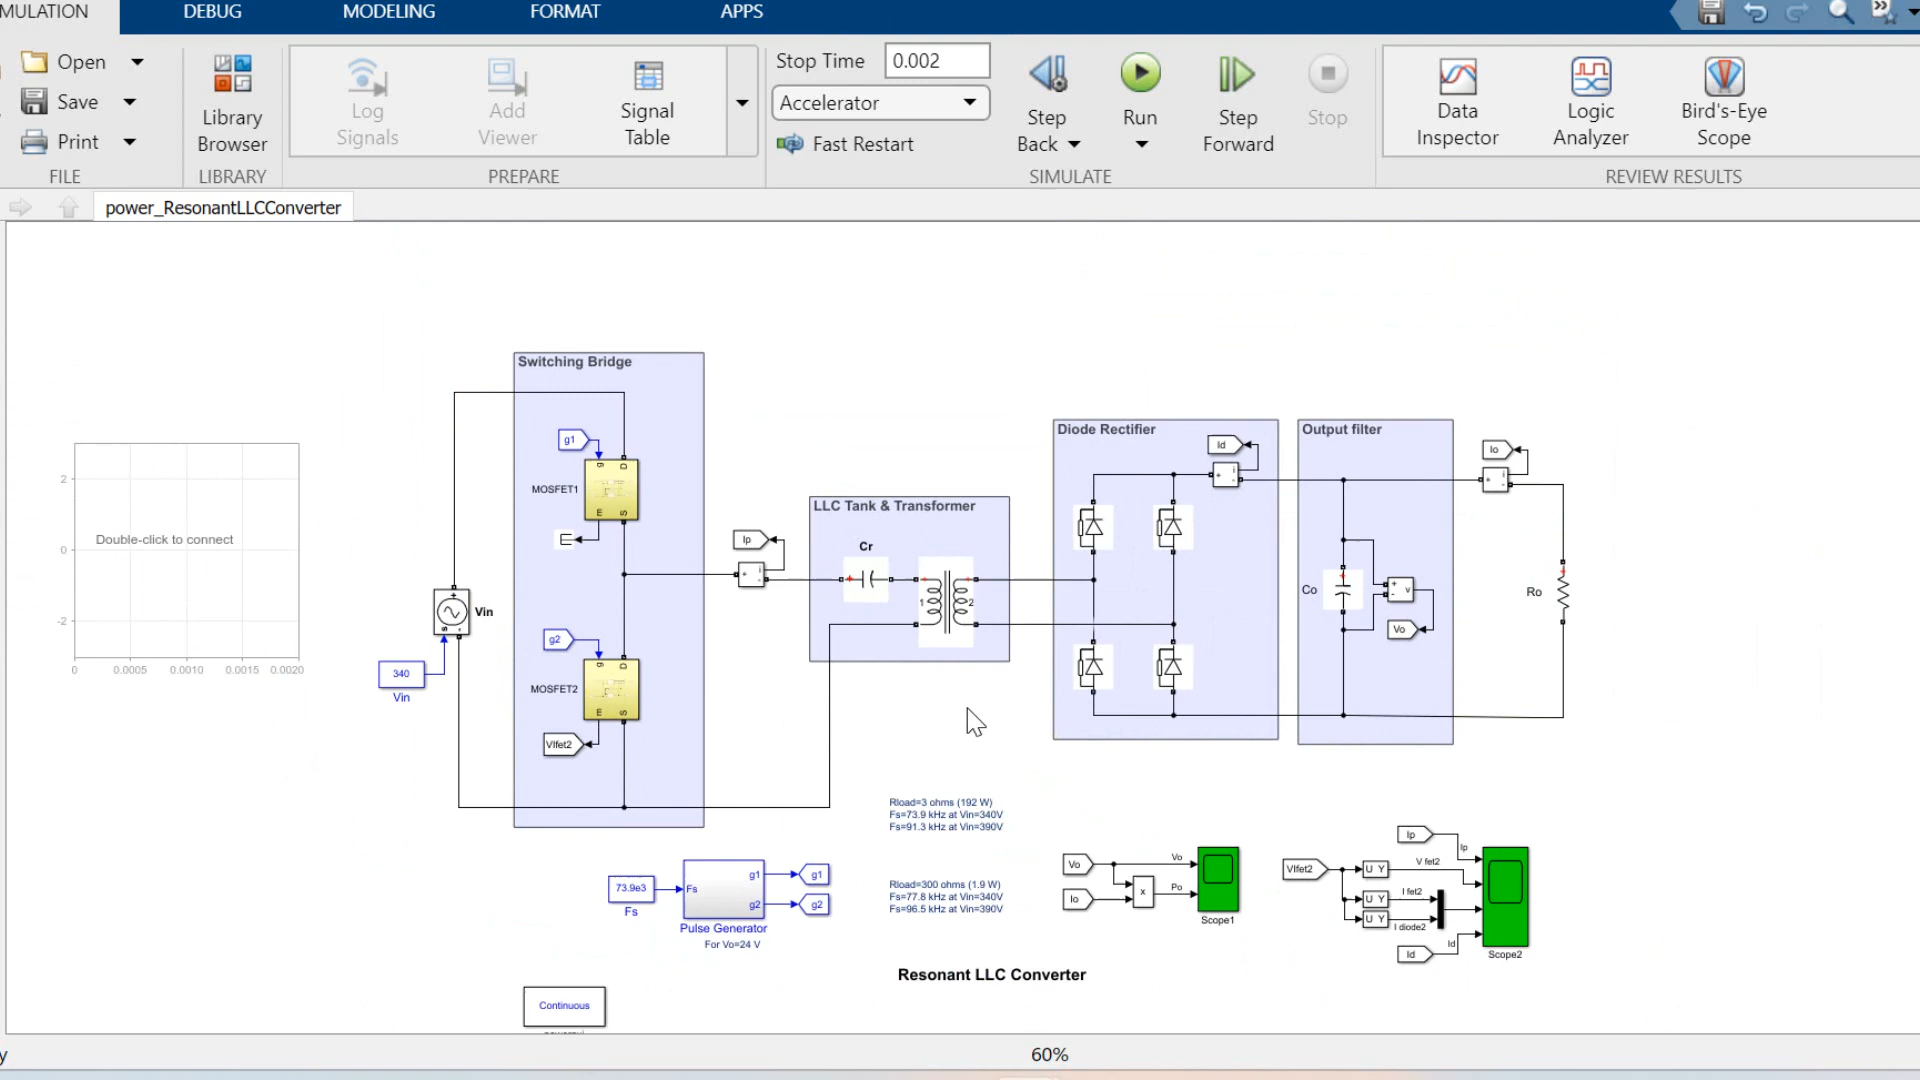 MULATION
DEBUG
MODELING
FORMAT
APPS
Open
Save
Print
FILE
Library
Browser
LIBRARY
Log
Signals
Add
Viewer
Signal
Table
PREPARE
Stop Time
0.002
Accelerator
Fast Restart
Step
Back
Run
Step
Forward
Stop
SIMULATE
Data
Inspector
Logic
Analyzer
Bird's-Eye
Scope
REVIEW RESULTS
power_ResonantLLCConverter
2
0
-2
Double-click to connect
0
0.0005
0.0010
0.0015
0.0020
Switching Bridge
g1
g
D
MOSFET1
m
S
Vin
s
340
Vin
g2
g
D
MOSFET2
m
S
VIfet2
Ip
+
i
-
LLC Tank & Transformer
Cr
1
2
Diode Rectifier
Id
+
i
-
Output filter
Co
+
-
v
Vo
Io
+
i
-
Ro
Rload=3 ohms (192 W)
Fs=73.9 kHz at Vin=340V
Fs=91.3 kHz at Vin=390V
Rload=300 ohms (1.9 W)
Fs=77.8 kHz at Vin=340V
Fs=96.5 kHz at Vin=390V
73.9e3
Fs
Fs
g1
g2
g1
g2
Pulse Generator
For Vo=24 V
Vo
Io
x
Vo
Po
Scope1
VIfet2
U Y
U Y
U Y
Ip
Ip
V fet2
I fet2
I diode2
Id
Id
Scope2
Resonant LLC Converter
Continuous
y
60%